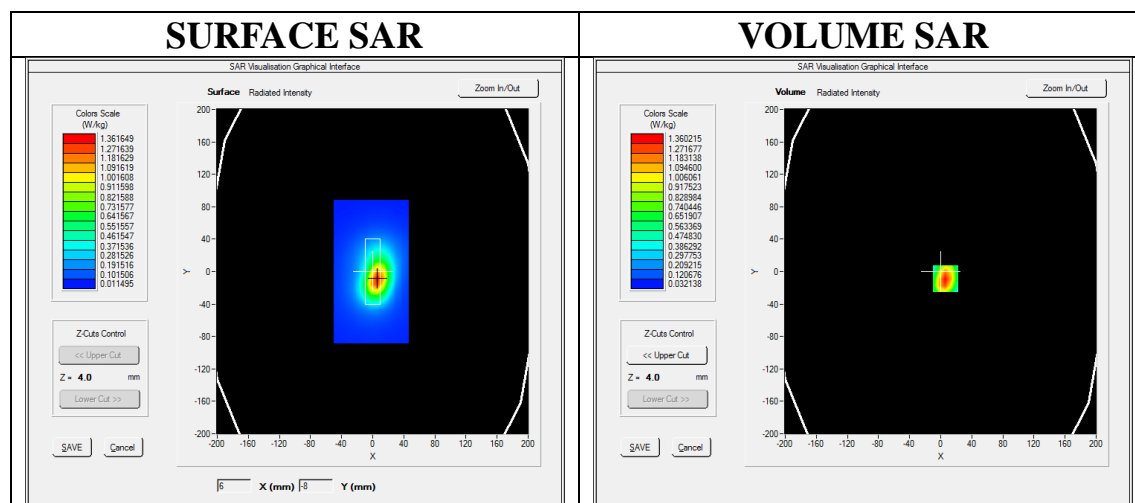 SURFACE SAR
SAR Visualisation Graphical Interface
Surface Radiated Intensity
Zoom In/Out
Colors Scale
(W/kg)
1.361649
1.271639
1.181629
1.091619
1.001608
0.911598
0.821588
0.731577
0.641567
0.551557
0.461547
0.371536
0.281526
0.191516
0.101506
0.011495
Z-Cuts Control
<< Upper Cut
Z = 4.0 mm
Lower Cut >>
SAVE Cancel
200
160
120
80
40
0
-40
-80
-120
-160
-200
Y
-200 -160 -120 -80 -40 0 40 80 120 160 200
X
6 X (mm) -8 Y (mm)
VOLUME SAR
SAR Visualisation Graphical Interface
Volume Radiated Intensity
Zoom In/Out
Colors Scale
(W/kg)
1.360215
1.271677
1.183138
1.094600
1.006061
0.917523
0.828984
0.740446
0.651907
0.563369
0.474830
0.386292
0.297753
0.209215
0.120676
0.032138
Z-Cuts Control
<< Upper Cut
Z = 4.0 mm
Lower Cut >>
SAVE Cancel
200
160
120
80
40
0
-40
-80
-120
-160
-200
Y
-200 -160 -120 -80 -40 0 40 80 120 160 200
X